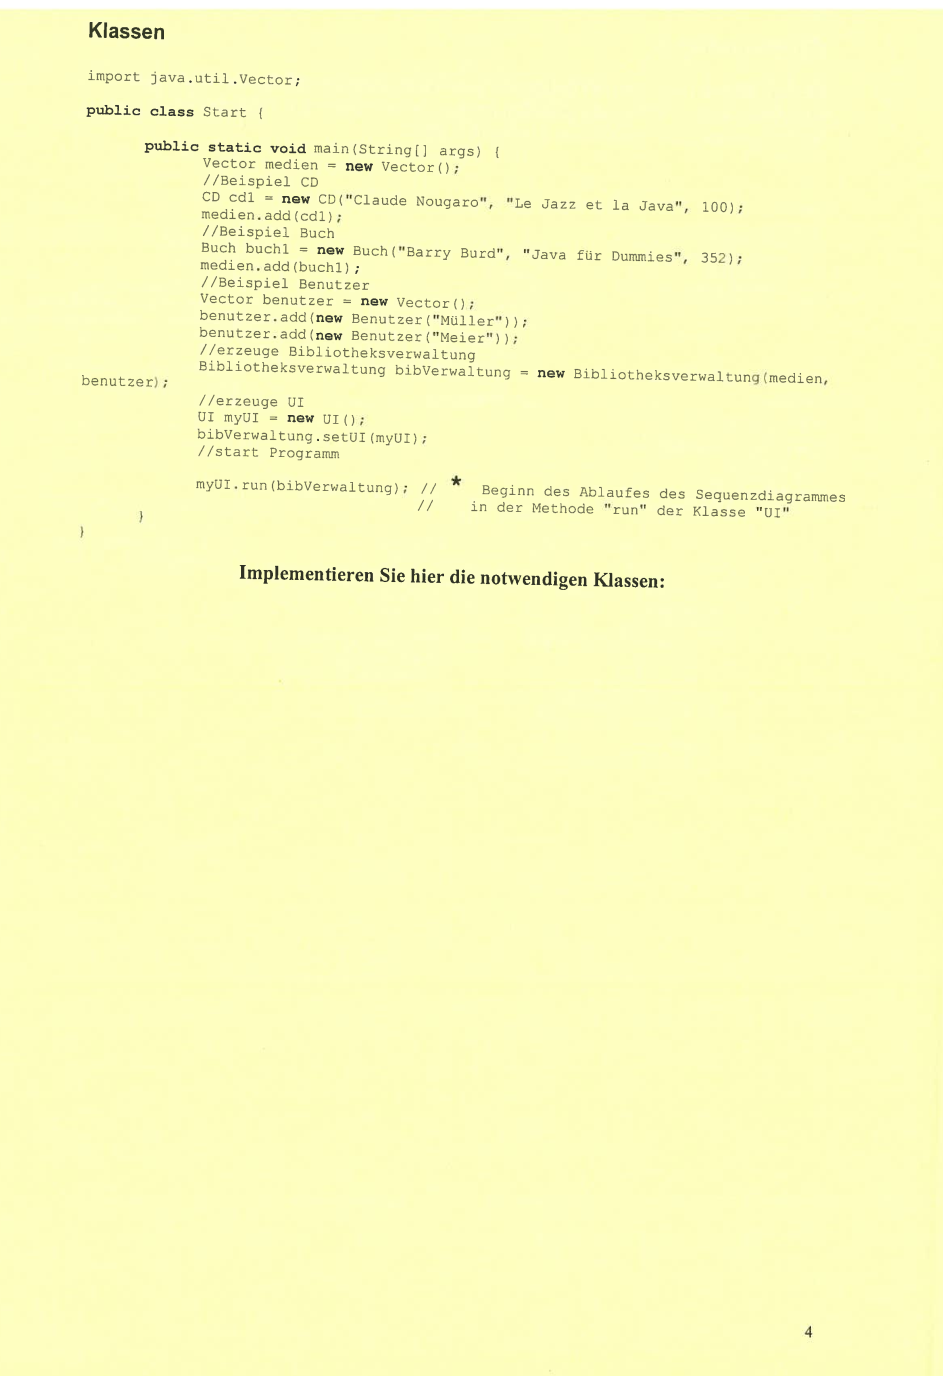 Klassen
import java.util.Vector;
public class Start {
public static void main(String[] args) {
Vector medien = new Vector();
//Beispiel CD
CD cd1 = new CD("Claude Nougaro", "Le Jazz et la Java", 100);
medien.add(cd1);
//Beispiel Buch
Buch buch1 = new Buch("Barry Burd", "Java für Dummies", 352);
medien.add(buch1);
//Beispiel Benutzer
Vector benutzer = new Vector();
benutzer.add(new Benutzer("Müller"));
benutzer.add(new Benutzer("Meier"));
//erzeuge Bibliotheksverwaltung
Bibliotheksverwaltung bibVerwaltung = new Bibliotheksverwaltung(medien,
benutzer);
//erzeuge UI
UI myUI = new UI();
bibVerwaltung.setUI(myUI);
//start Programm
myUI.run(bibVerwaltung); // * Beginn des Ablaufes des Sequenzdiagrammes
// in der Methode "run" der Klasse "UI"
}
}
Implementieren Sie hier die notwendigen Klassen:
4